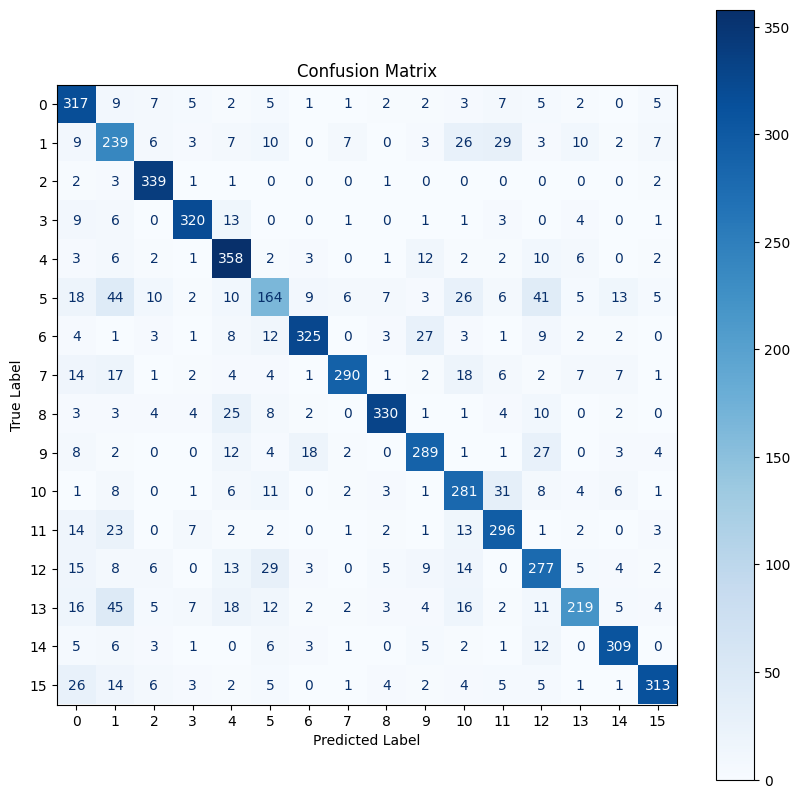 Confusion Matrix
0 317 9 7 5 2 5 1 1 2 2 3 7 5 2 0 5
1 9 239 6 3 7 10 0 7 0 3 26 29 3 10 2 7
2 2 3 339 1 1 0 0 0 1 0 0 0 0 0 0 2
3 9 6 0 320 13 0 0 1 0 1 1 3 0 4 0 1
4 3 6 2 1 358 2 3 0 1 12 2 2 10 6 0 2
5 18 44 10 2 10 164 9 6 7 3 26 6 41 5 13 5
6 4 1 3 1 8 12 325 0 3 27 3 1 9 2 2 0
7 14 17 1 2 4 4 1 290 1 2 18 6 2 7 7 1
8 3 3 4 4 25 8 2 0 330 1 1 4 10 0 2 0
9 8 2 0 0 12 4 18 2 0 289 1 1 27 0 3 4
10 1 8 0 1 6 11 0 2 3 1 281 31 8 4 6 1
11 14 23 0 7 2 2 0 1 2 1 13 296 1 2 0 3
12 15 8 6 0 13 29 3 0 5 9 14 0 277 5 4 2
13 16 45 5 7 18 12 2 2 3 4 16 2 11 219 5 4
14 5 6 3 1 0 6 3 1 0 5 2 1 12 0 309 0
15 26 14 6 3 2 5 0 1 4 2 4 5 5 1 1 313
0 1 2 3 4 5 6 7 8 9 10 11 12 13 14 15
Predicted Label
True Label
350
300
250
200
150
100
50
0